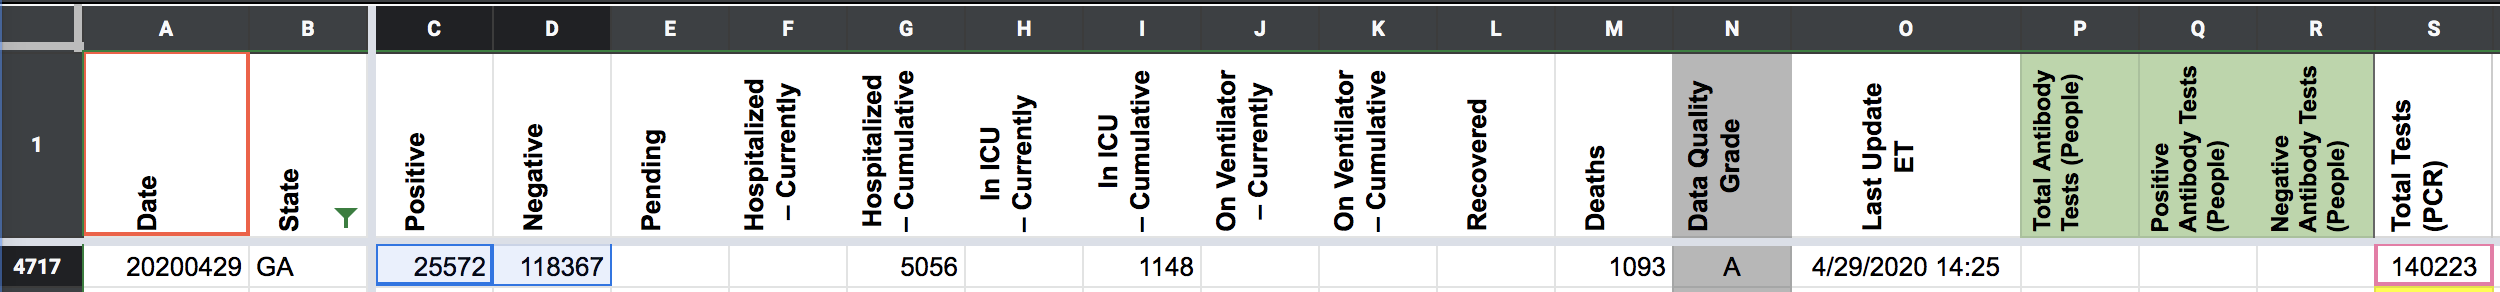 A B C D E F G H I J K L M N O P Q R S
1
Date
State
Positive
Negative
Pending
Hospitalized
– Currently
Hospitalized
– Cumulative
In ICU
– Currently
In ICU
– Cumulative
On Ventilator
– Currently
On Ventilator
– Cumulative
Recovered
Deaths
Data Quality
Grade
Last Update
ET
Total Antibody
Tests (People)
Positive
Antibody Tests
(People)
Negative
Antibody Tests
(People)
Total Tests
(PCR)
4717 20200429 GA 25572 118367 5056 1148 1093 A 4/29/2020 14:25 140223